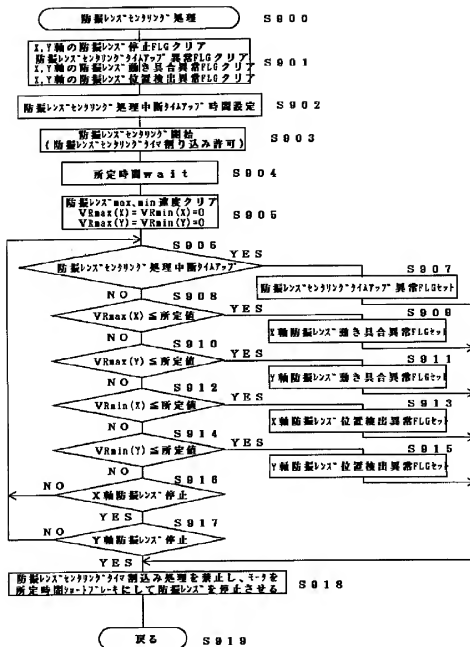 防振レンズセンタリング処理 S900
X,Y軸の防振レンズ停止FLGクリア
防振レンズセンタリングタイムアップ異常FLGクリア
X,Y軸の防振レンズ動き具合異常FLGクリア
X,Y軸の防振レンズ位置検出異常FLGクリア
S901
防振レンズセンタリング処理中断タイムアップ時間設定 S902
防振レンズセンタリング開始
(防振レンズセンタリングタイマ割り込み許可)
S903
所定時間wait S904
防振レンズmax,min速度クリア
VRmax(X)=VRmin(X)=0
VRmax(Y)=VRmin(Y)=0
S905
S906
防振レンズセンタリング処理中断タイムアップ
YES
NO
S907
防振レンズセンタリングタイムアップ異常FLGセット
S908
VRmax(X)≦所定値
YES
NO
S909
X軸防振レンズ動き具合異常FLGセット
S910
VRmax(Y)≦所定値
YES
NO
S911
Y軸防振レンズ動き具合異常FLGセット
S912
VRmin(X)≦所定値
YES
NO
S913
X軸防振レンズ位置検出異常FLGセット
S914
VRmin(Y)≦所定値
YES
NO
S915
Y軸防振レンズ位置検出異常FLGセット
S916
NO
X軸防振レンズ停止
YES
S917
NO
Y軸防振レンズ停止
YES
防振レンズセンタリングタイマ割込み処理を禁止し、モータを
所定時間ショートブレーキにして防振レンズを停止させる
S918
戻る S919